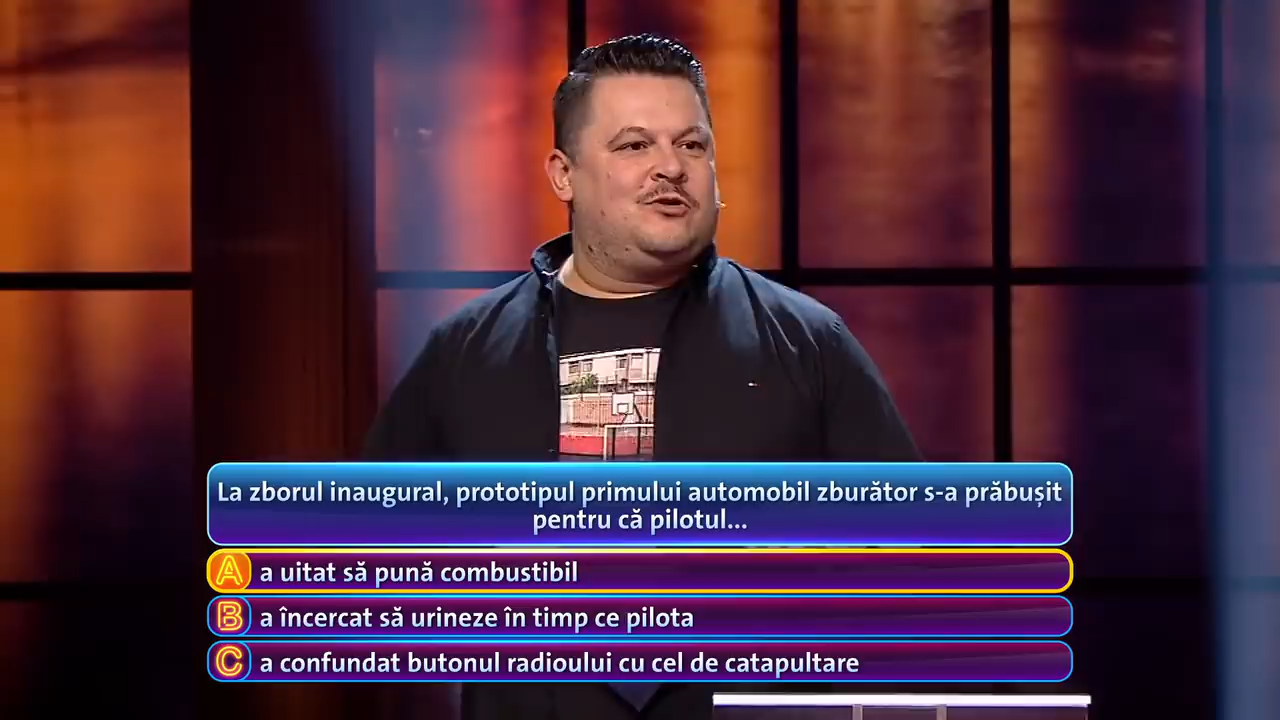 La zborul inaugural, prototipul primului automobil zburător s-a prăbușit
pentru că pilotul...
A a uitat să pună combustibil
B a încercat să urineze în timp ce pilota
C a confundat butonul radioului cu cel de catapultare